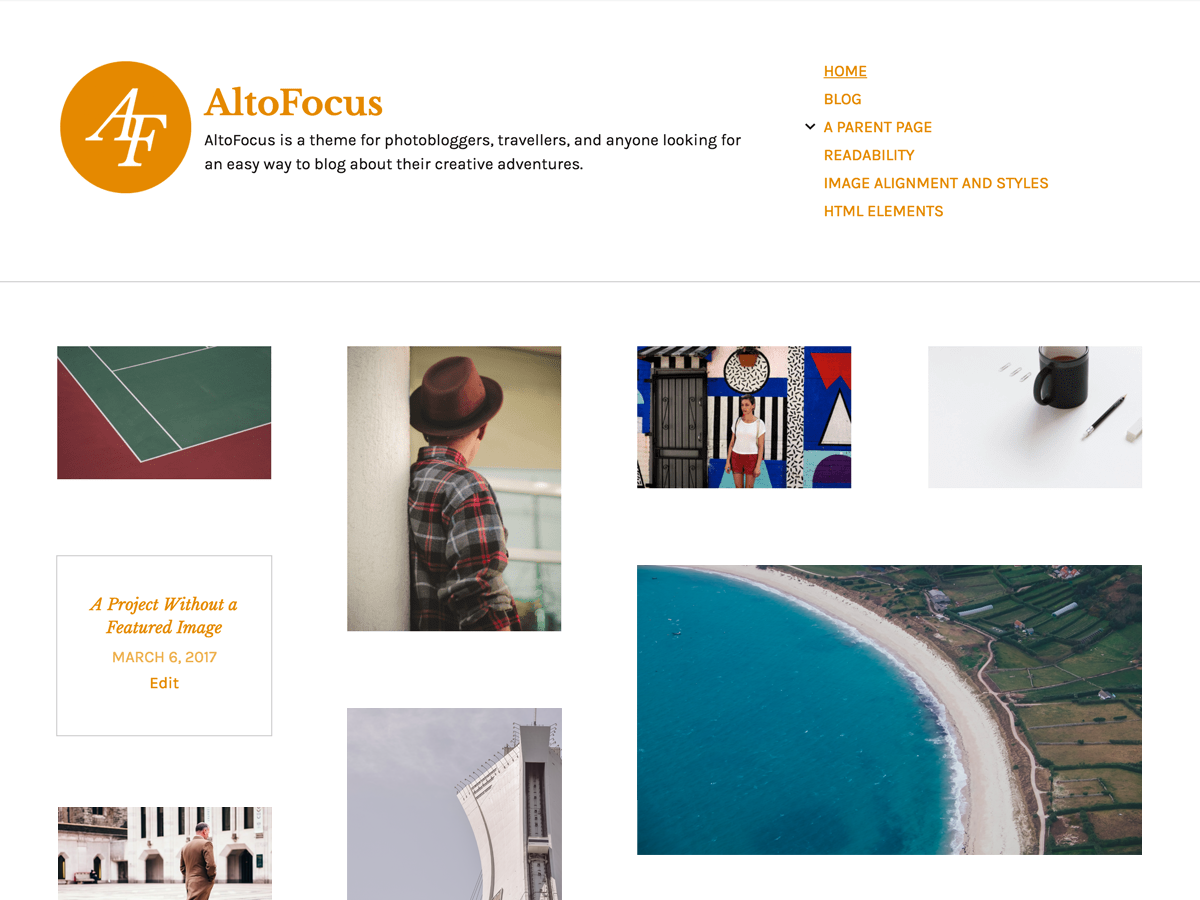 AF
AltoFocus
AltoFocus is a theme for photobloggers, travellers, and anyone looking for
an easy way to blog about their creative adventures.
HOME
BLOG
A PARENT PAGE
READABILITY
IMAGE ALIGNMENT AND STYLES
HTML ELEMENTS
A Project Without a
Featured Image
MARCH 6, 2017
Edit